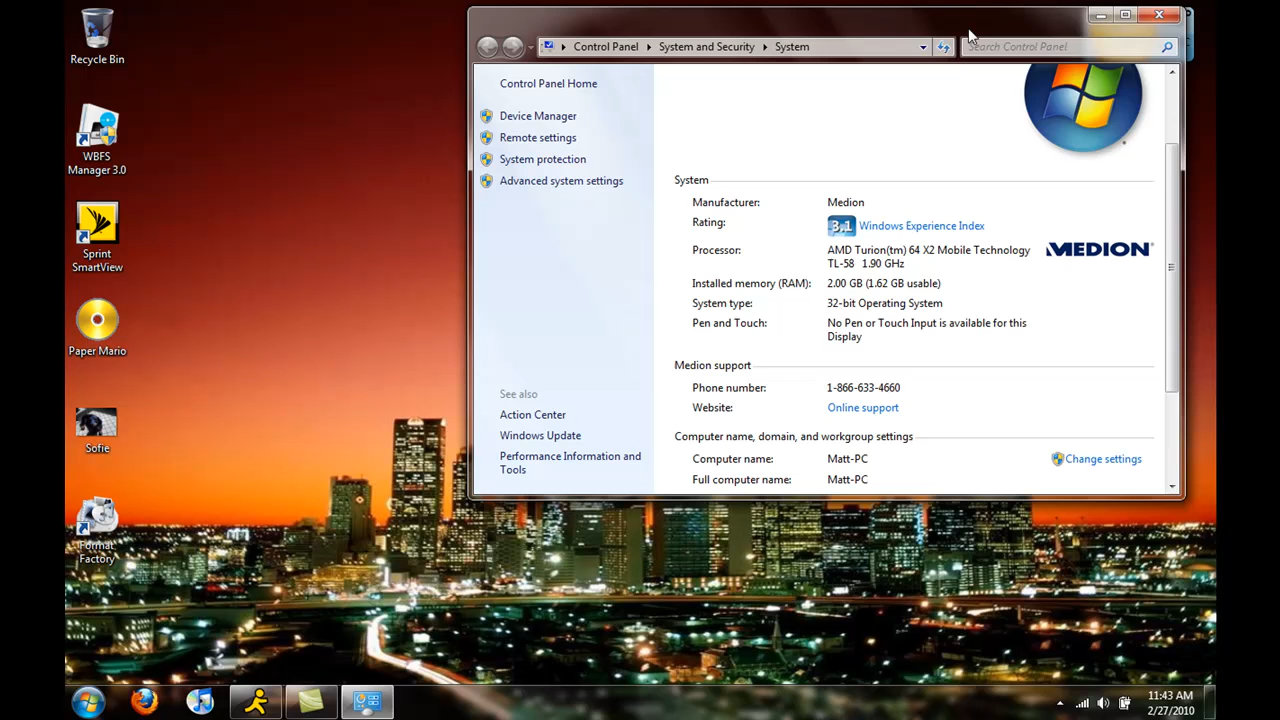 Recycle Bin
WBFS
Manager 3.0
Sprint
SmartView
Paper Mario
Sofie
Format
Factory
Control Panel System and Security System
Search Control Panel
Control Panel Home
Device Manager
Remote settings
System protection
Advanced system settings
See also
Action Center
Windows Update
Performance Information and
Tools
System
Manufacturer: Medion
Rating: 3.1 Windows Experience Index
Processor: AMD Turion(tm) 64 X2 Mobile Technology
TL-58 1.90 GHz
MEDION
Installed memory (RAM): 2.00 GB (1.62 GB usable)
System type: 32-bit Operating System
Pen and Touch: No Pen or Touch Input is available for this
Display
Medion support
Phone number: 1-866-633-4660
Website: Online support
Computer name, domain, and workgroup settings
Computer name: Matt-PC Change settings
Full computer name: Matt-PC
11:43 AM
2/27/2010